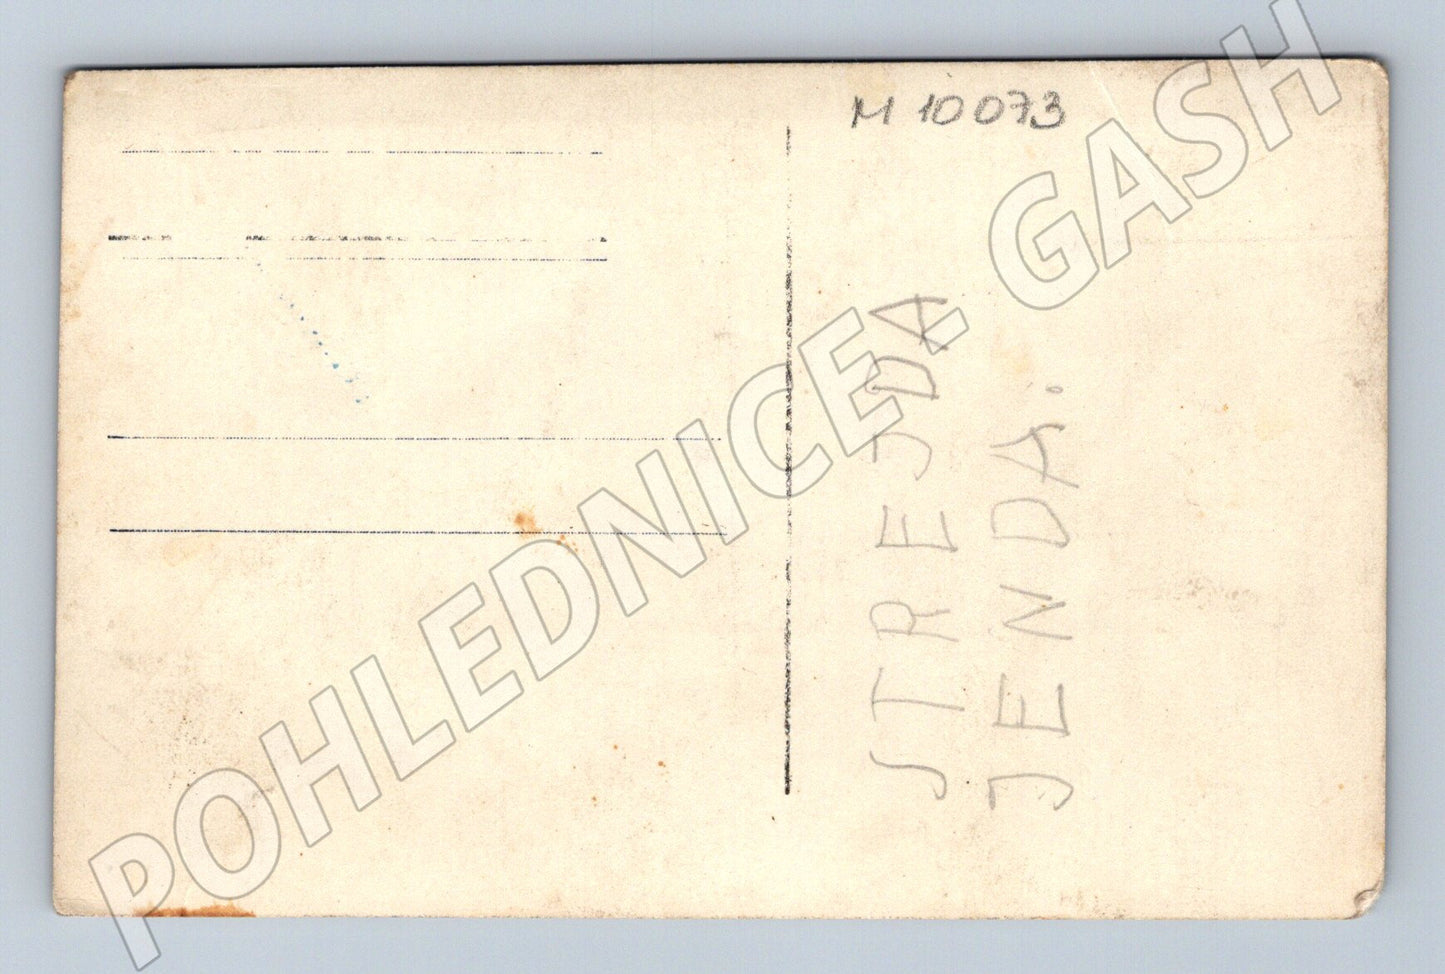 M 10073
STREJDA
JENDA.
POHLEDNICE - GASH